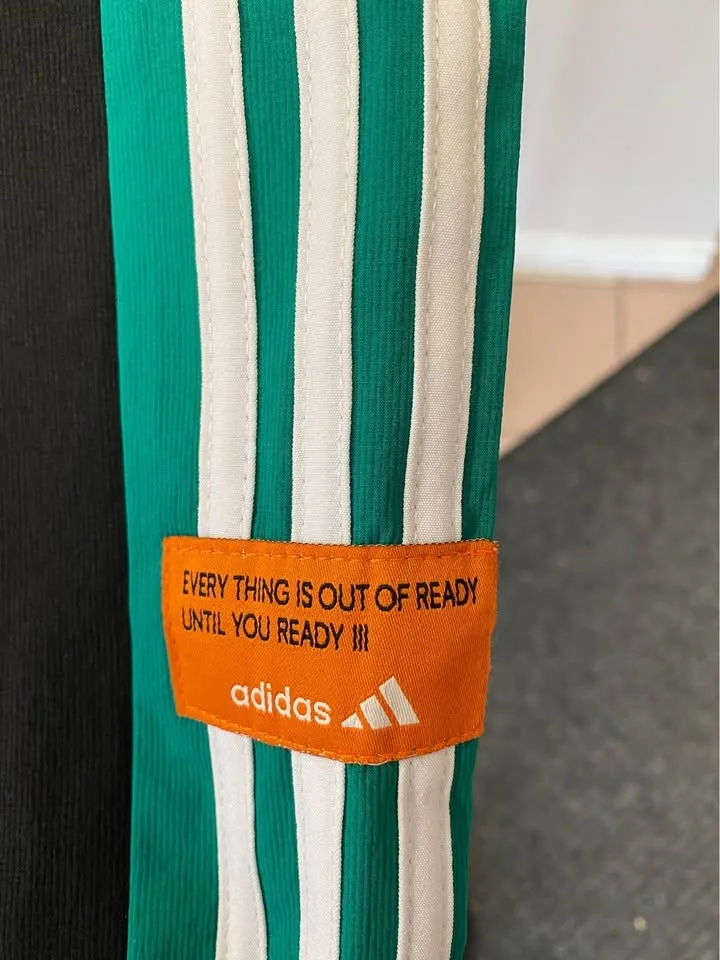 EVERY THING IS OUT OF READY
UNTIL YOU READY |||
adidas